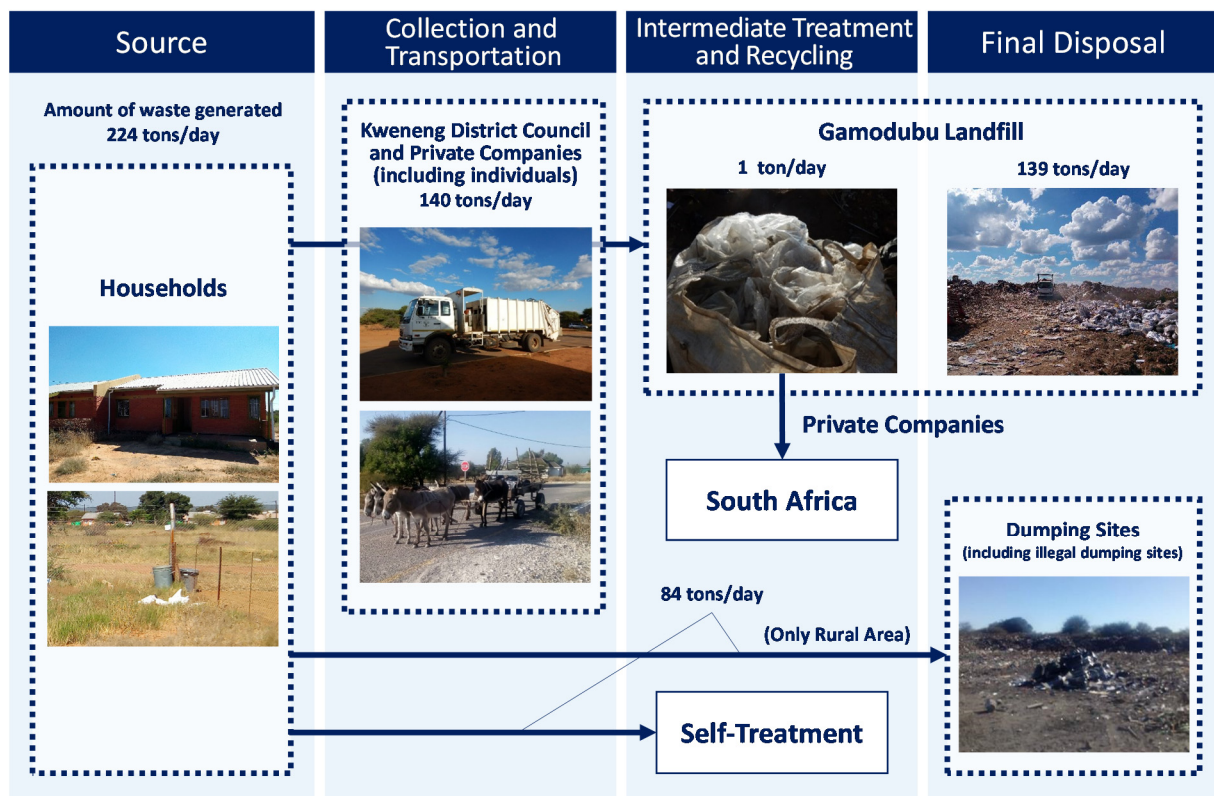 Source
Collection and
Transportation
Intermediate Treatment
and Recycling
Final Disposal
Amount of waste generated
224 tons/day
Households
Kweneng District Council
and Private Companies
(including individuals)
140 tons/day
Gamodubu Landfill
1 ton/day
139 tons/day
Private Companies
South Africa
Dumping Sites
(including illegal dumping sites)
84 tons/day
(Only Rural Area)
Self-Treatment